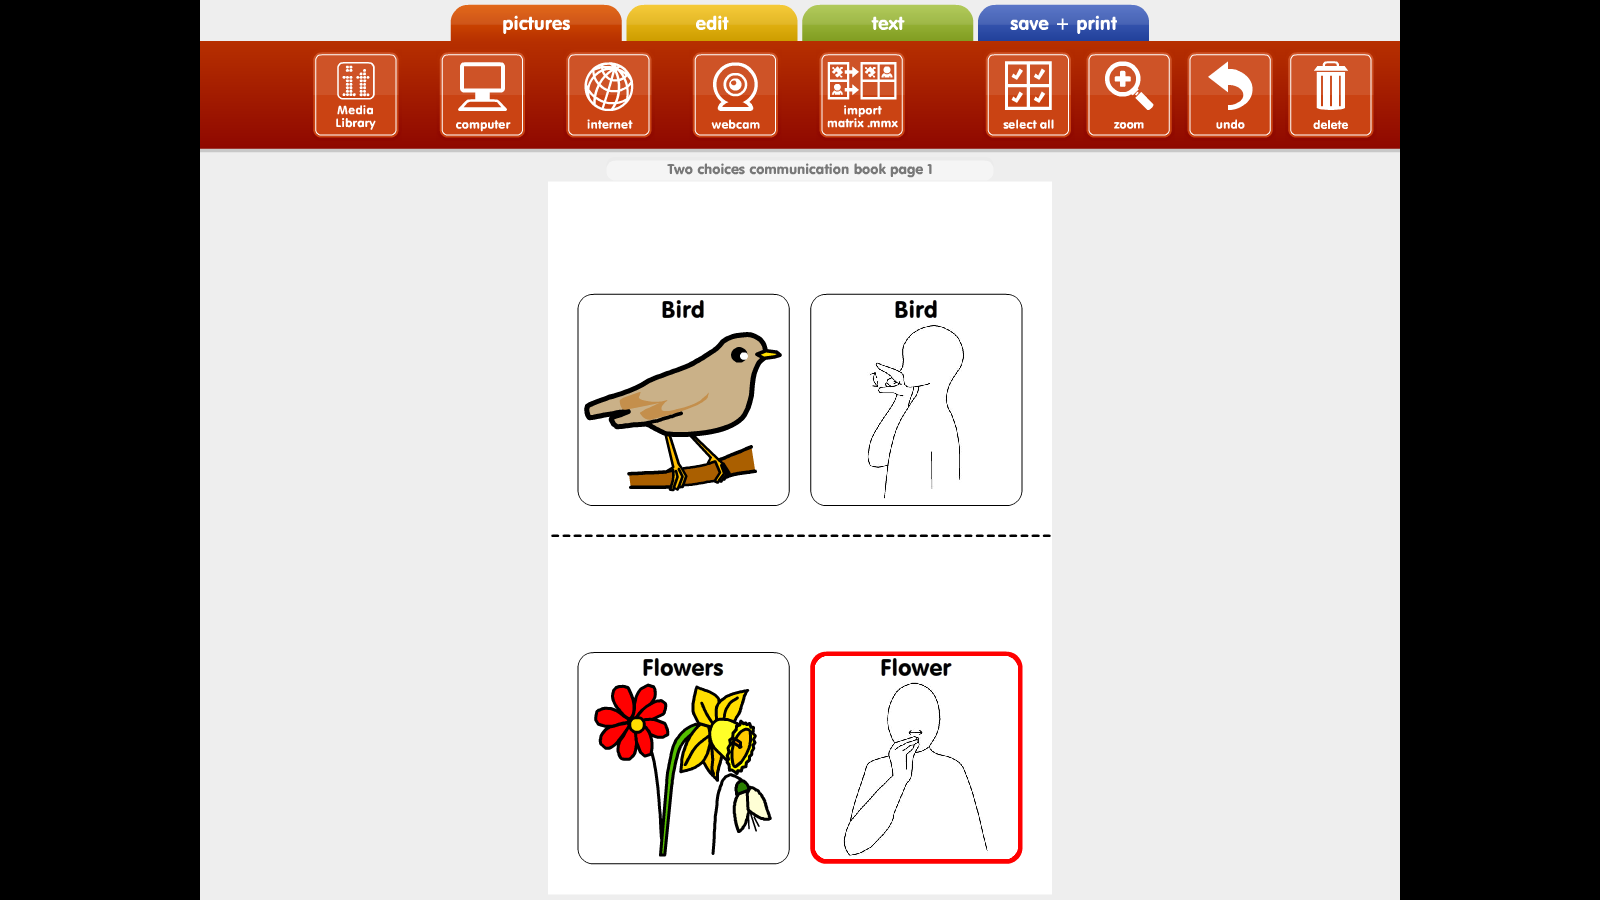 pictures
edit
text
save + print
Media
Library
computer
internet
webcam
import
matrix .mmx
select all
zoom
undo
delete
Two choices communication book page 1
Bird
Bird
Flowers
Flower